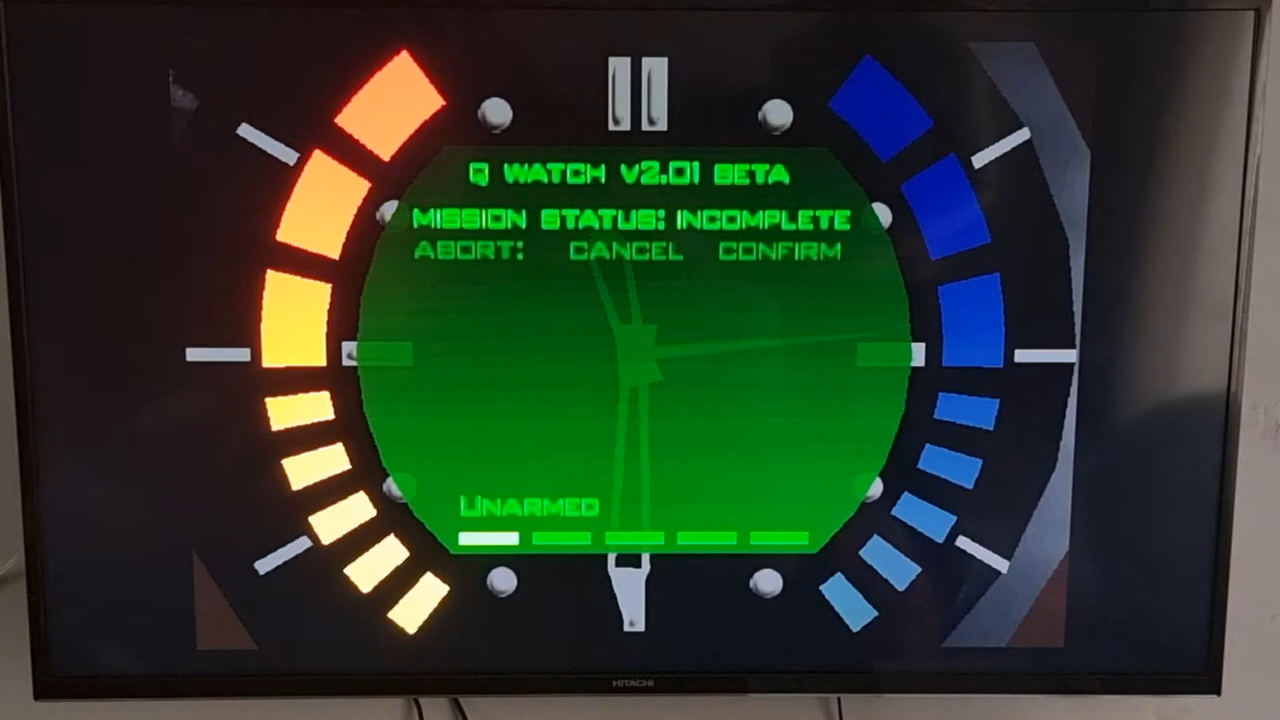 Q WATCH V2.01 BETA
MISSION STATUS: INCOMPLETE
ABORT: CANCEL CONFIRM
UNARMED
HITACHI